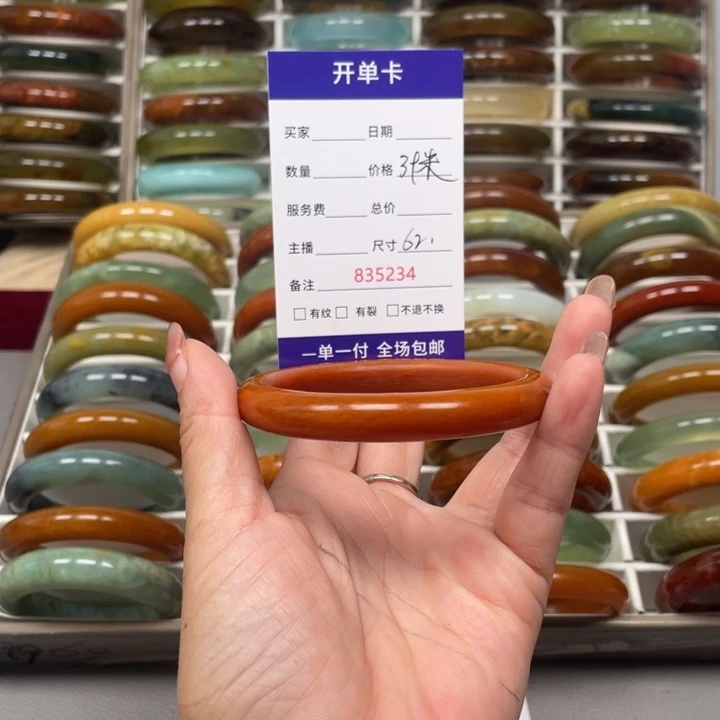 开单卡
买家 日期
数量 价格
服务费 总价
主播 尺寸 62.
备注 835234
有纹 有裂 不退不换
一单一付 全场包邮